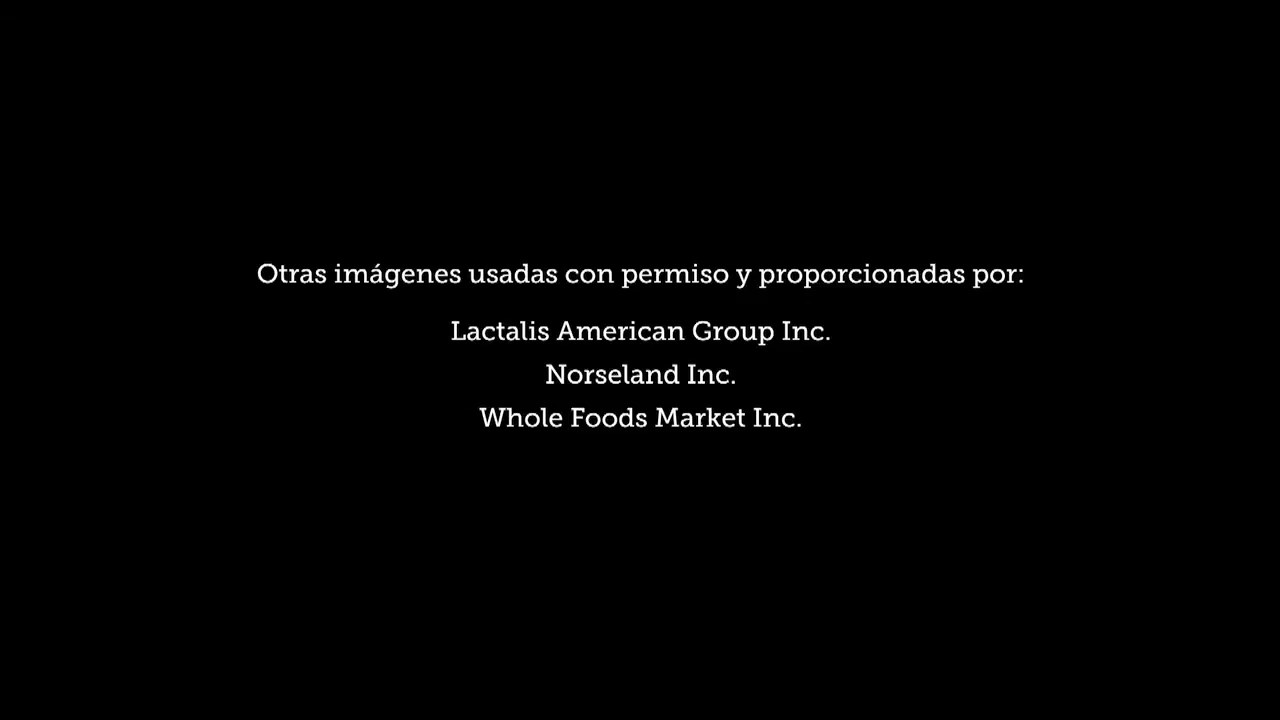 Otras imágenes usadas con permiso y proporcionadas por:
Lactalis American Group Inc.
Norseland Inc.
Whole Foods Market Inc.